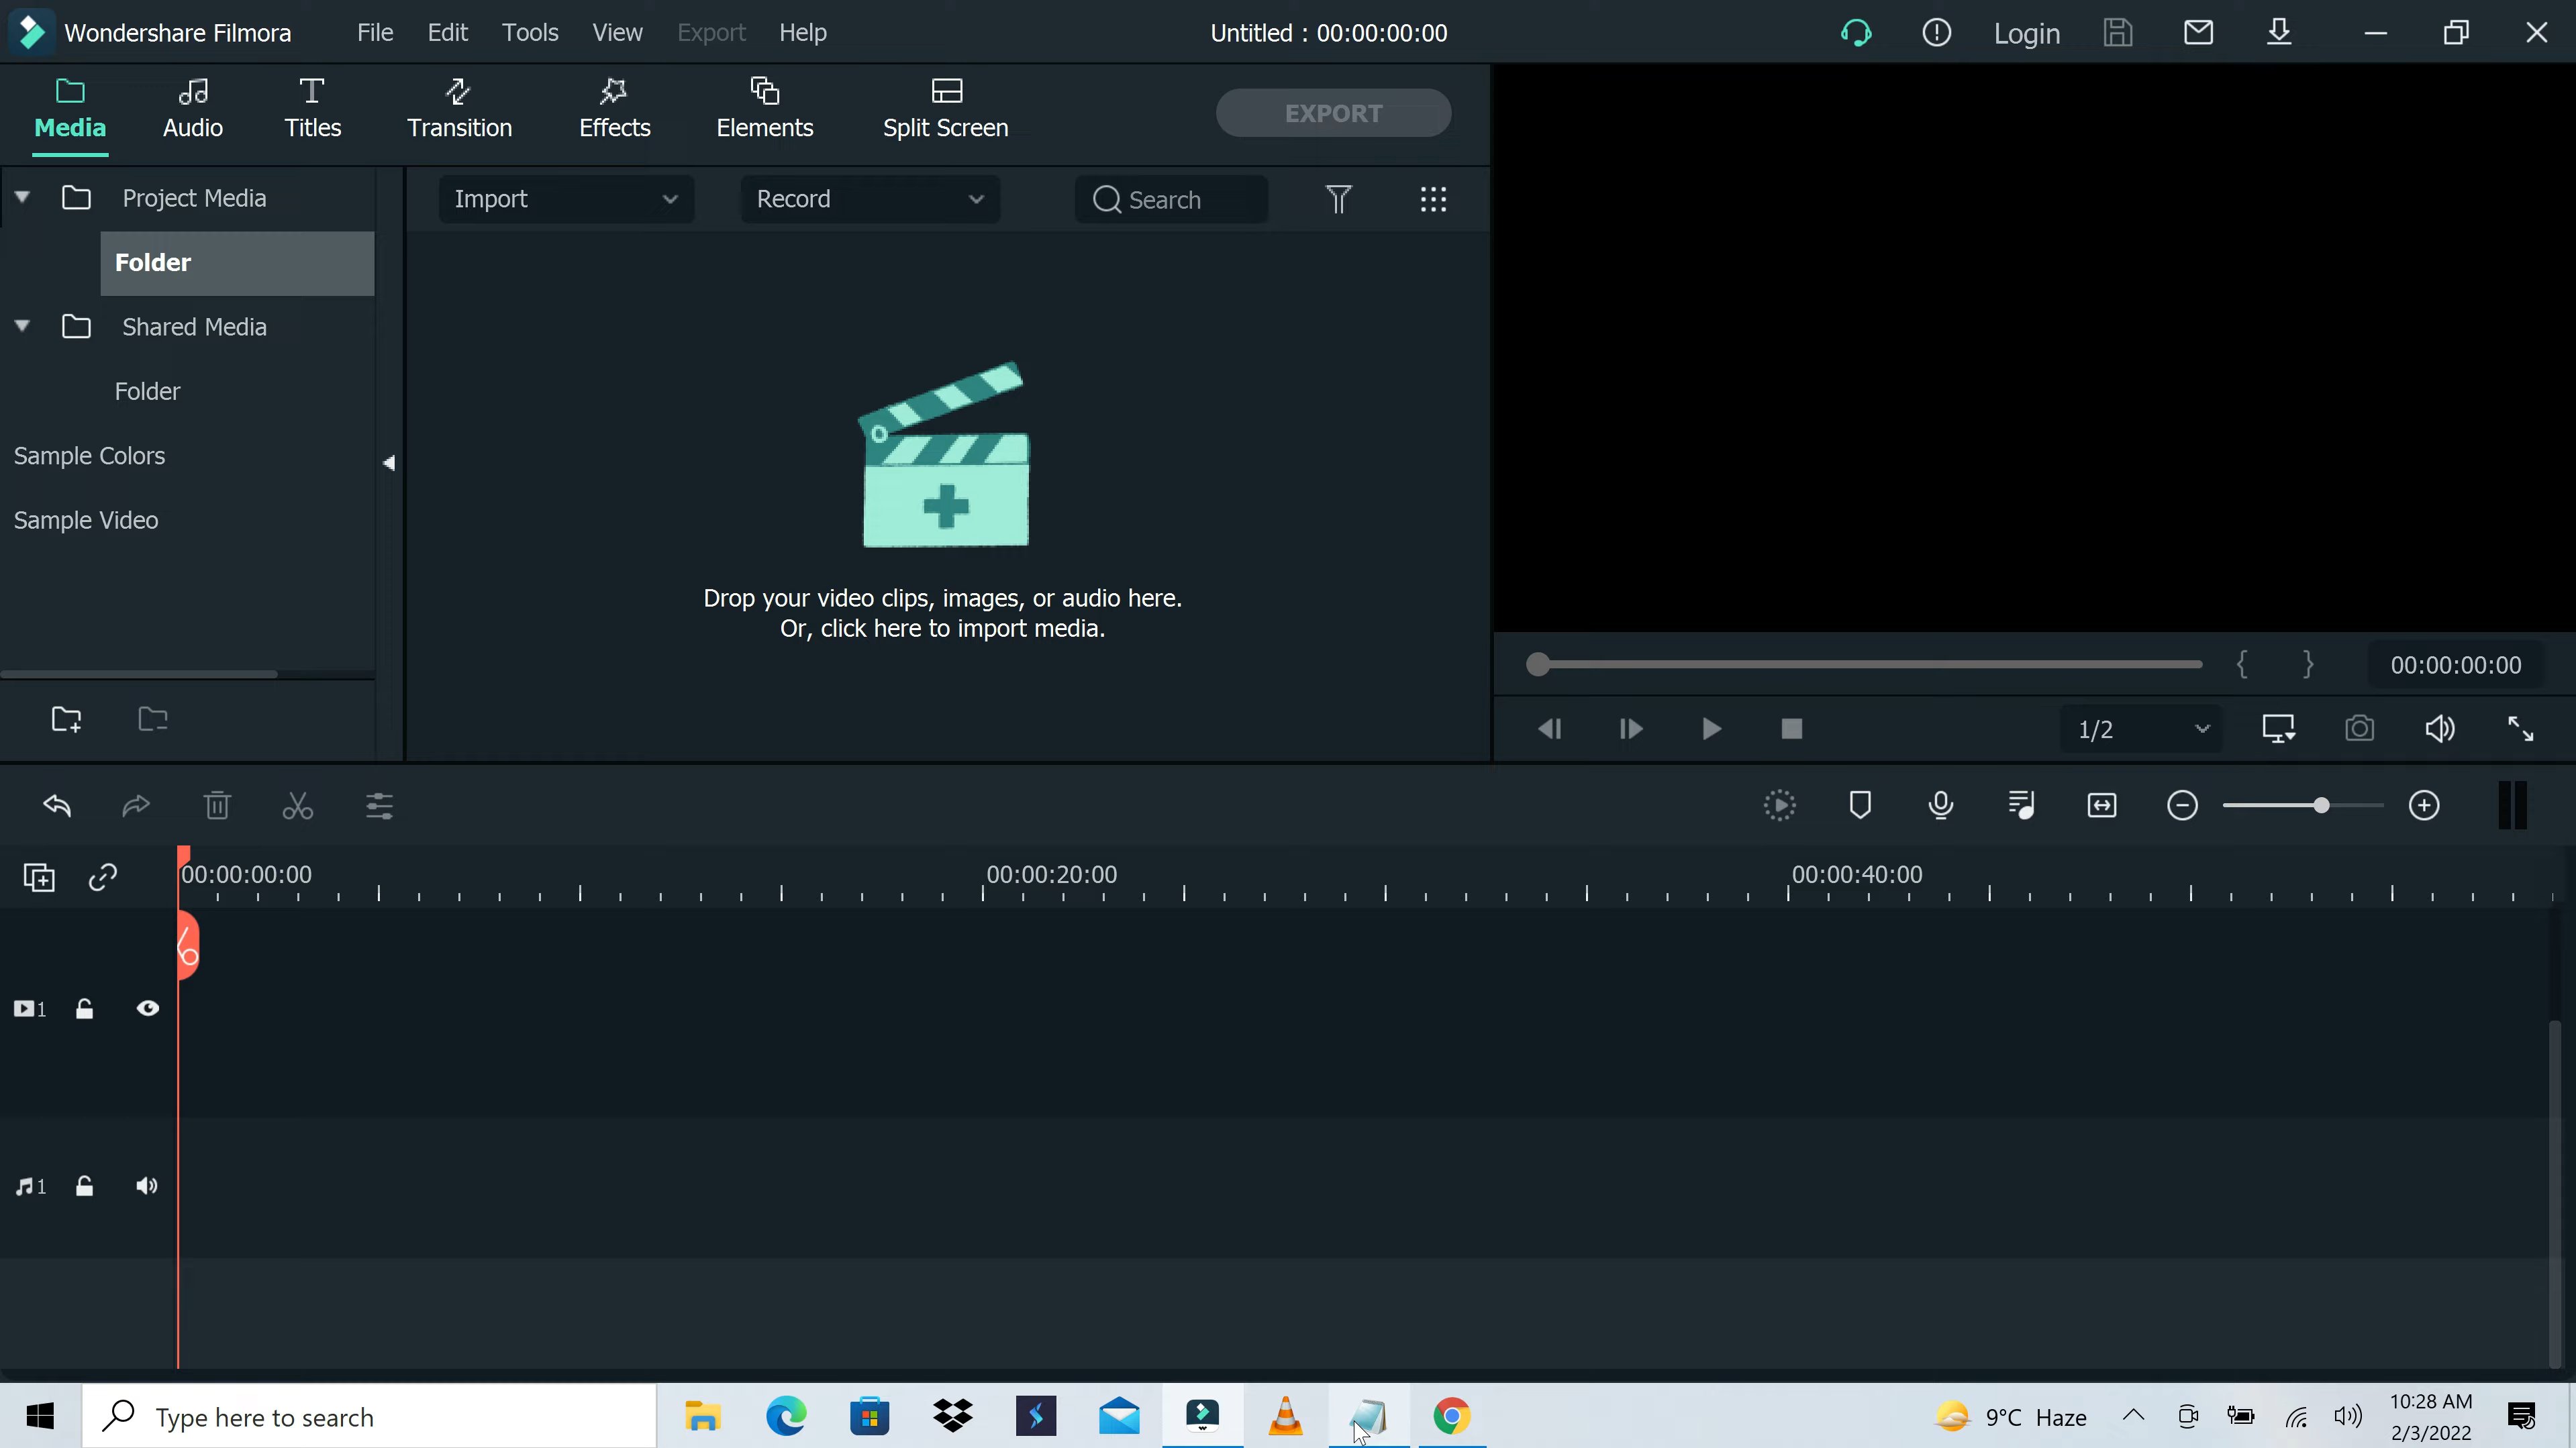 Wondershare Filmora File Edit Tools View Export Help Untitled : 00:00:00:00 Login
Media Audio Titles Transition Effects Elements Split Screen EXPORT
Project Media Import Record Search
Folder
Shared Media
Folder
Sample Colors
Sample Video
Drop your video clips, images, or audio here.
Or, click here to import media.
{ } 00:00:00:00
1/2
00:00:00:00 00:00:20:00 00:00:40:00
1
1
Type here to search 9°C Haze 10:28 AM
2/3/2022